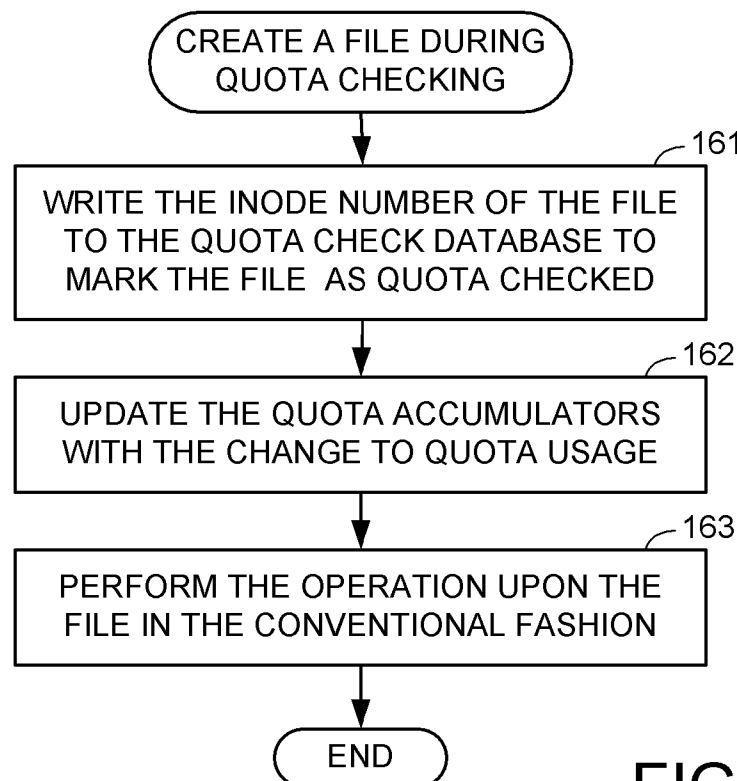 CREATE A FILE DURING
QUOTA CHECKING
161
WRITE THE INODE NUMBER OF THE FILE
TO THE QUOTA CHECK DATABASE TO
MARK THE FILE AS QUOTA CHECKED
162
UPDATE THE QUOTA ACCUMULATORS
WITH THE CHANGE TO QUOTA USAGE
163
PERFORM THE OPERATION UPON THE
FILE IN THE CONVENTIONAL FASHION
END
FIG